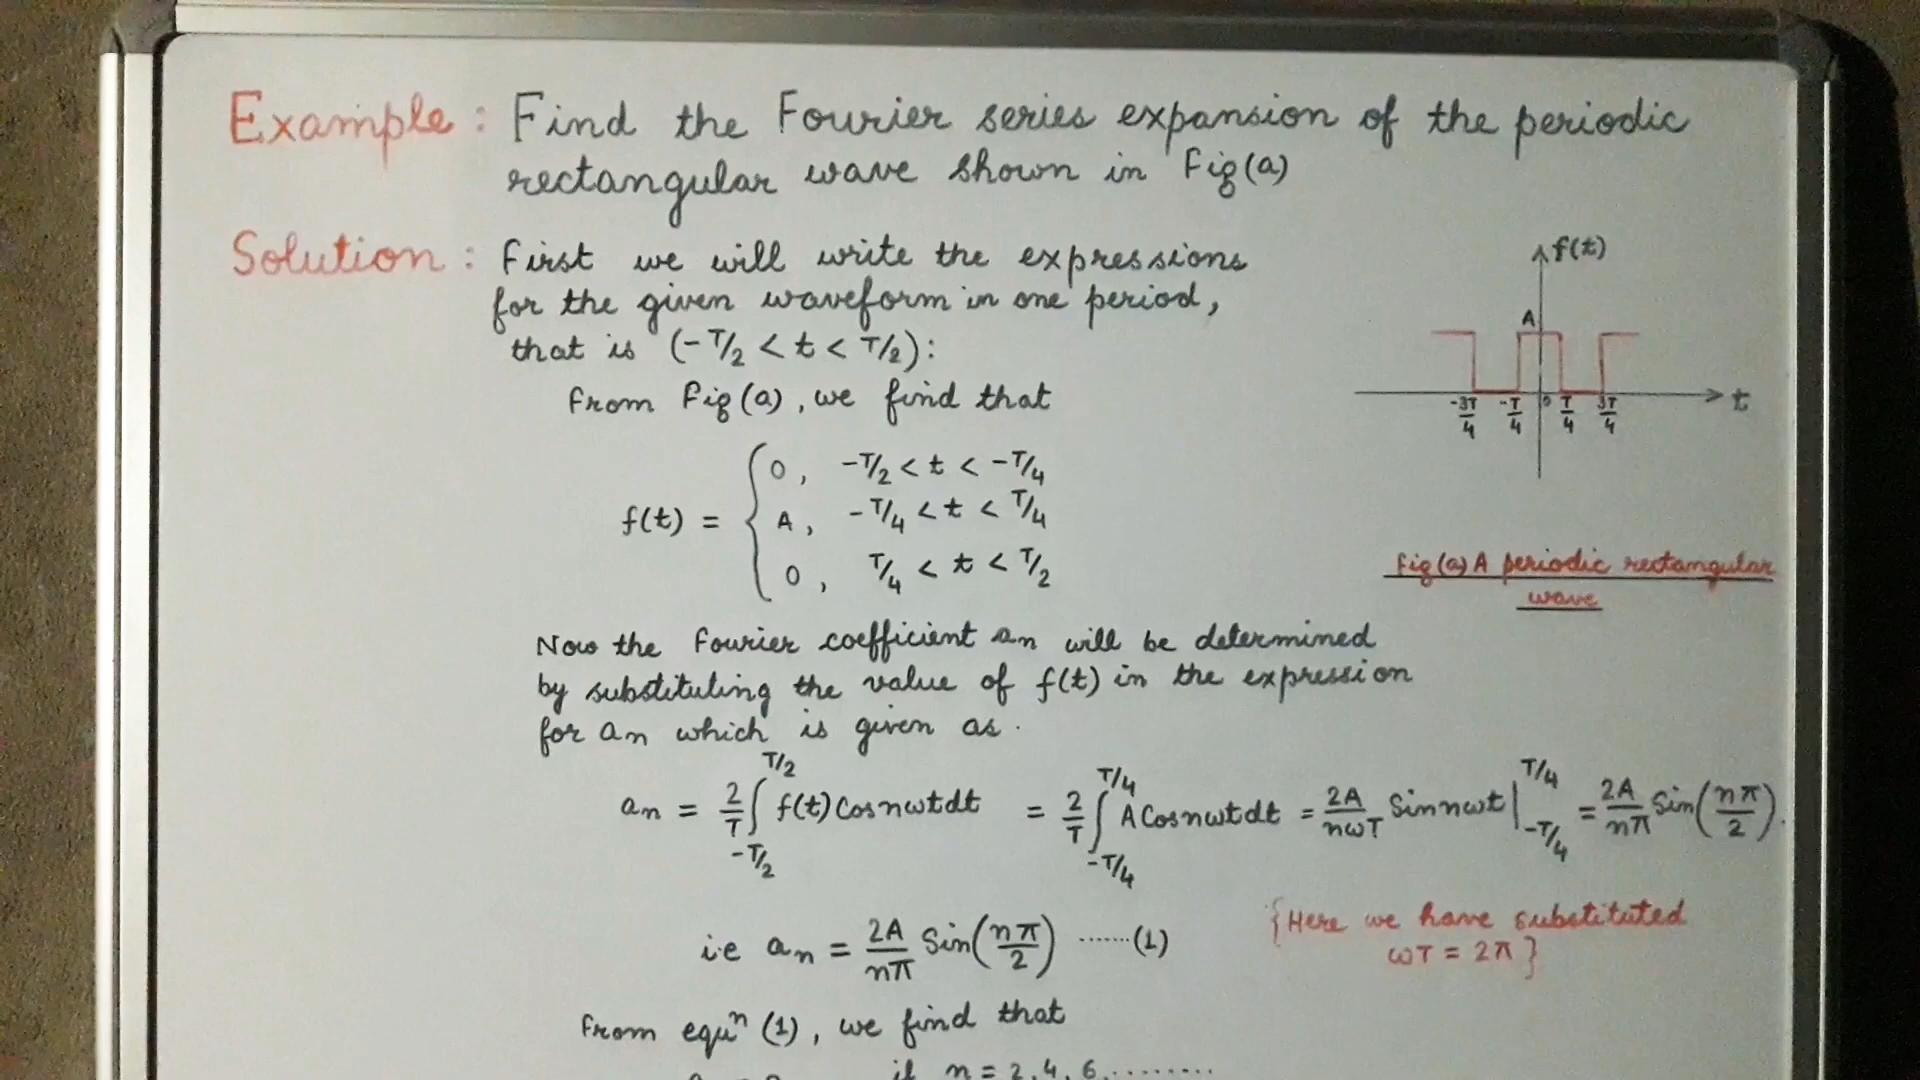 Example : Find the Fourier series expansion of the periodic
rectangular wave shown in Fig(a)
Solution : First we will write the expressions
for the given waveform in one period,
that is (-T/2 < t < T/2):
From Fig(a), we find that
f(t) = { 0, -T/2 < t < -T/4
A, -T/4 < t < T/4
0, T/4 < t < T/2
f(t)
A
t
-3T/4 -T/4 0 T/4 3T/4
Fig(a) A periodic rectangular
wave
Now the Fourier coefficient an will be determined
by substituting the value of f(t) in the expression
for an which is given as.
an = 2/T ∫_{-T/2}^{T/2} f(t) Cosnωtdt = 2/T ∫_{-T/4}^{T/4} A Cosnωtdt = 2A/nωT Sinnωt |_{-T/4}^{T/4} = 2A/nπ Sin(nπ/2).
i.e an = 2A/nπ Sin(nπ/2) ......(1)
{Here we have substituted
ωT = 2π}
From equⁿ (1), we find that
if n = 2, 4, 6, ........